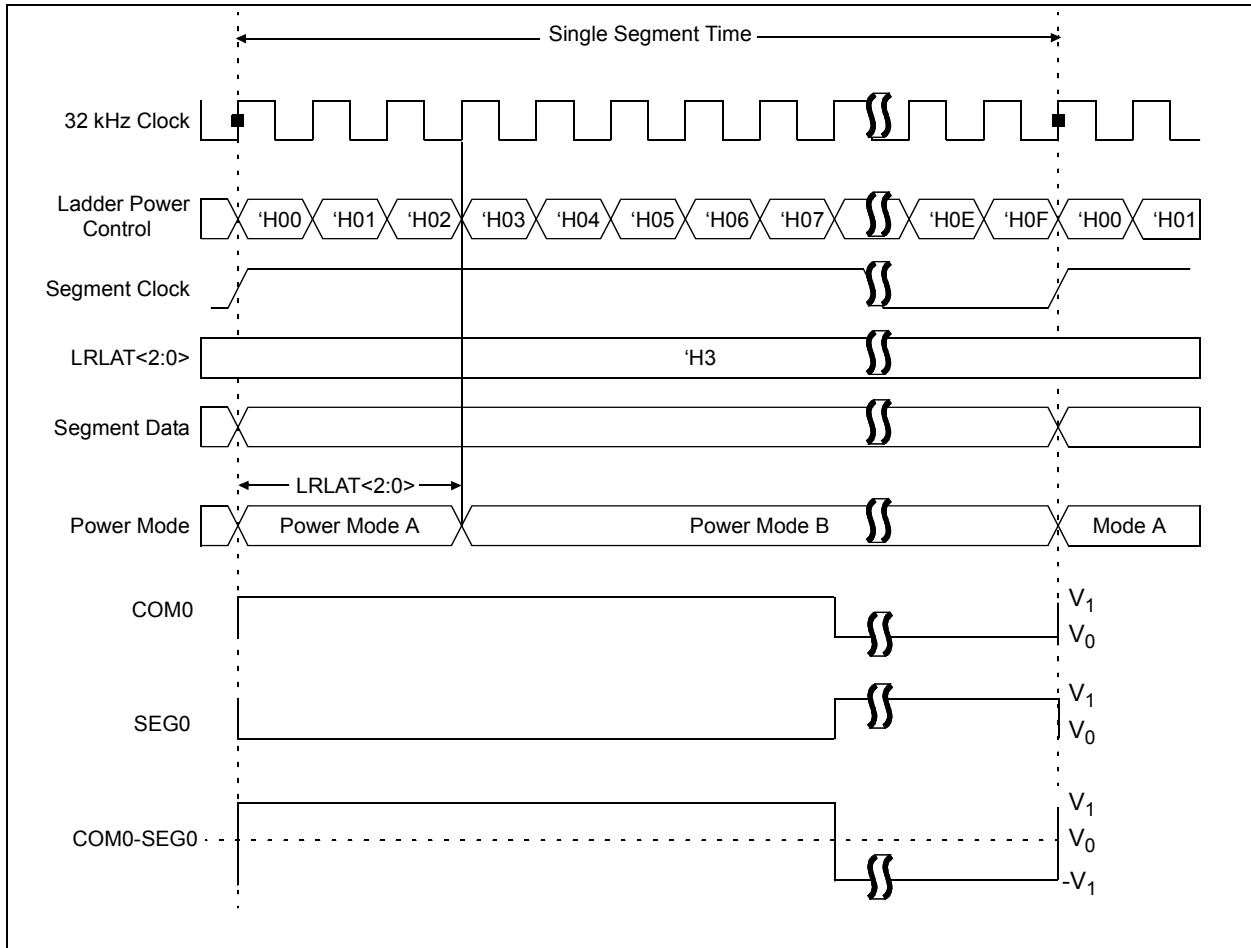 Single Segment Time
32 kHz Clock
Ladder Power
Control
‘H00 ‘H01 ‘H02 ‘H03 ‘H04 ‘H05 ‘H06 ‘H07 ‘H0E ‘H0F ‘H00 ‘H01
Segment Clock
LRLAT<2:0>
‘H3
Segment Data
LRLAT<2:0>
Power Mode
Power Mode A
Power Mode B
Mode A
COM0
V1
V0
SEG0
V1
V0
COM0-SEG0
V1
V0
-V1